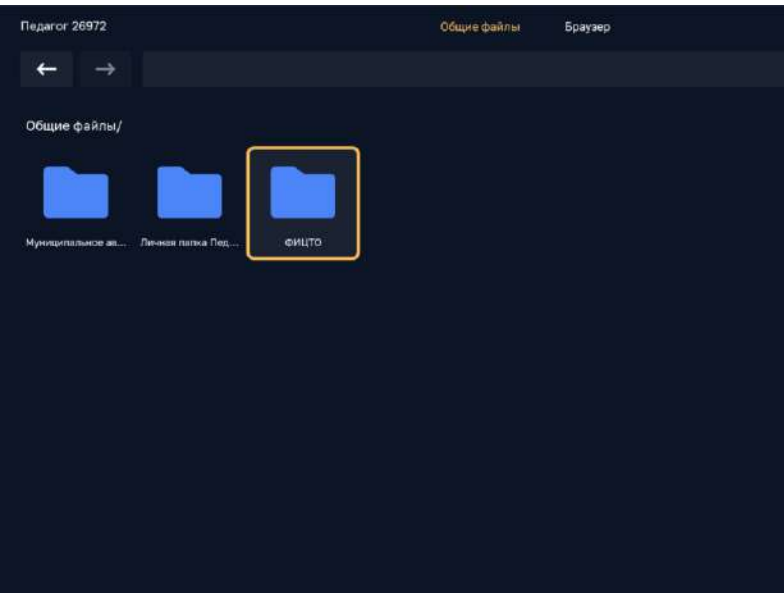 Педагог 26972 Общие файлы Браузер
Общие файлы/
Муниципальное ав... Личная папка Пед... ФИЦТО